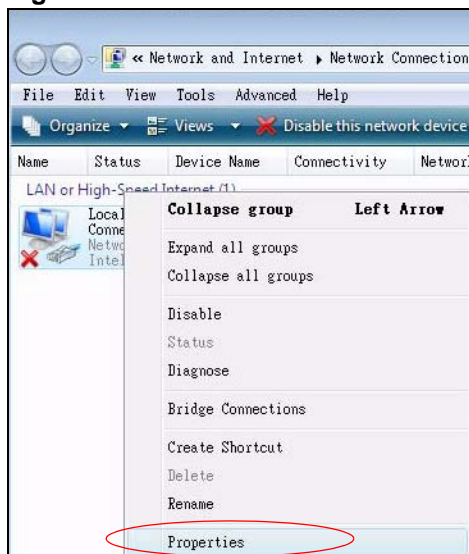 « Network and Internet ▸ Network Connection
File Edit View Tools Advanced Help
Organize Views Disable this network device
Name Status Device Name Connectivity Networ
LAN or High-Speed Internet (1)
Local
Conne
Netwo
Intel
Collapse group Left Arrow
Expand all groups
Collapse all groups
Disable
Status
Diagnose
Bridge Connections
Create Shortcut
Delete
Rename
Properties